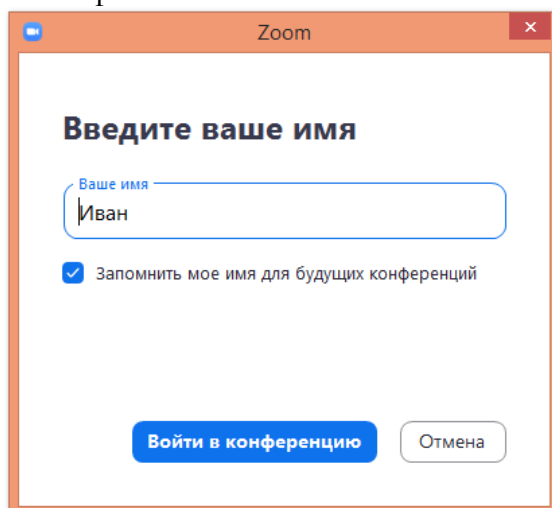 Zoom
Введите ваше имя
Ваше имя
Иван
Запомнить мое имя для будущих конференций
Войти в конференцию Отмена